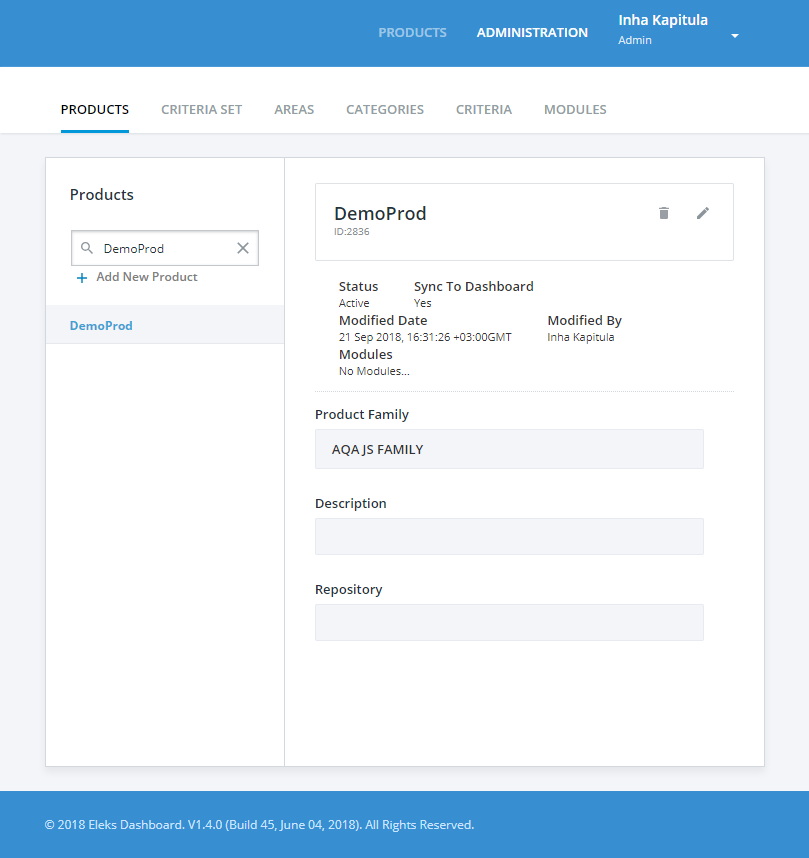 PRODUCTS
ADMINISTRATION
Inha Kapitula
Admin
PRODUCTS
CRITERIA SET
AREAS
CATEGORIES
CRITERIA
MODULES
Products
DemoProd
Add New Product
DemoProd
DemoProd
ID:2836
Status
Sync To Dashboard
Active
Yes
Modified Date
Modified By
21 Sep 2018, 16:31:26 +03:00GMT
Inha Kapitula
Modules
No Modules...
Product Family
AQA JS FAMILY
Description
Repository
© 2018 Eleks Dashboard. V1.4.0 (Build 45, June 04, 2018). All Rights Reserved.